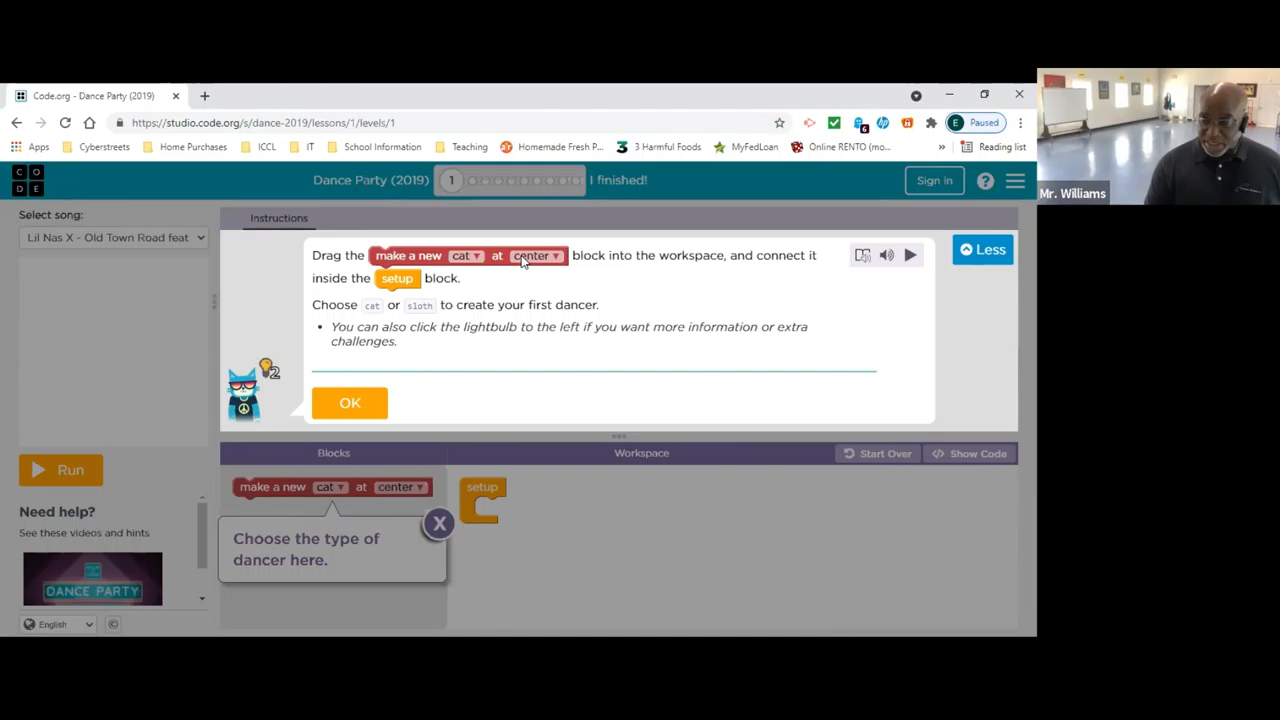 Code.org - Dance Party (2019)
https://studio.code.org/s/dance-2019/lessons/1/levels/1
6
E Paused
Apps Cyberstreets Home Purchases ICCL IT School Information Teaching Homemade Fresh P... 3 Harmful Foods MyFedLoan Online RENTO (mo... » Reading list
Mr. Williams
C O
D E
Dance Party (2019) 1 I finished! Sign in ?
Select song:
Lil Nas X - Old Town Road feat
Instructions
Drag the make a new cat at center block into the workspace, and connect it
inside the setup block.
Choose cat or sloth to create your first dancer.
• You can also click the lightbulb to the left if you want more information or extra
challenges.
2
OK
Less
Blocks
Workspace
Start Over
</> Show Code
Run
make a new cat at center
setup
Choose the type of
dancer here.
X
Need help?
See these videos and hints
DANCE PARTY
English ©